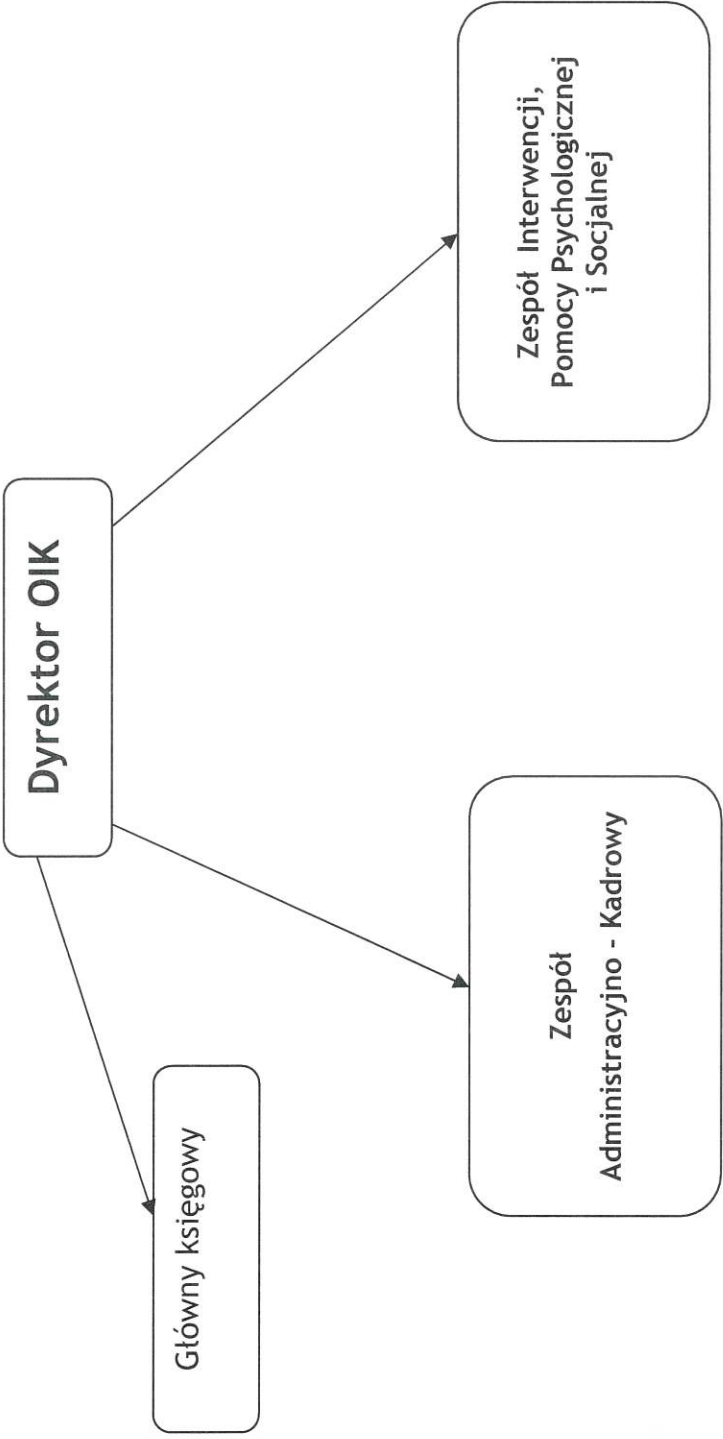 Dyrektor OIK
Główny księgowy
Zespół
Administracyjno - Kadrowy
Zespół Interwencji,
Pomocy Psychologicznej
i Socjalnej